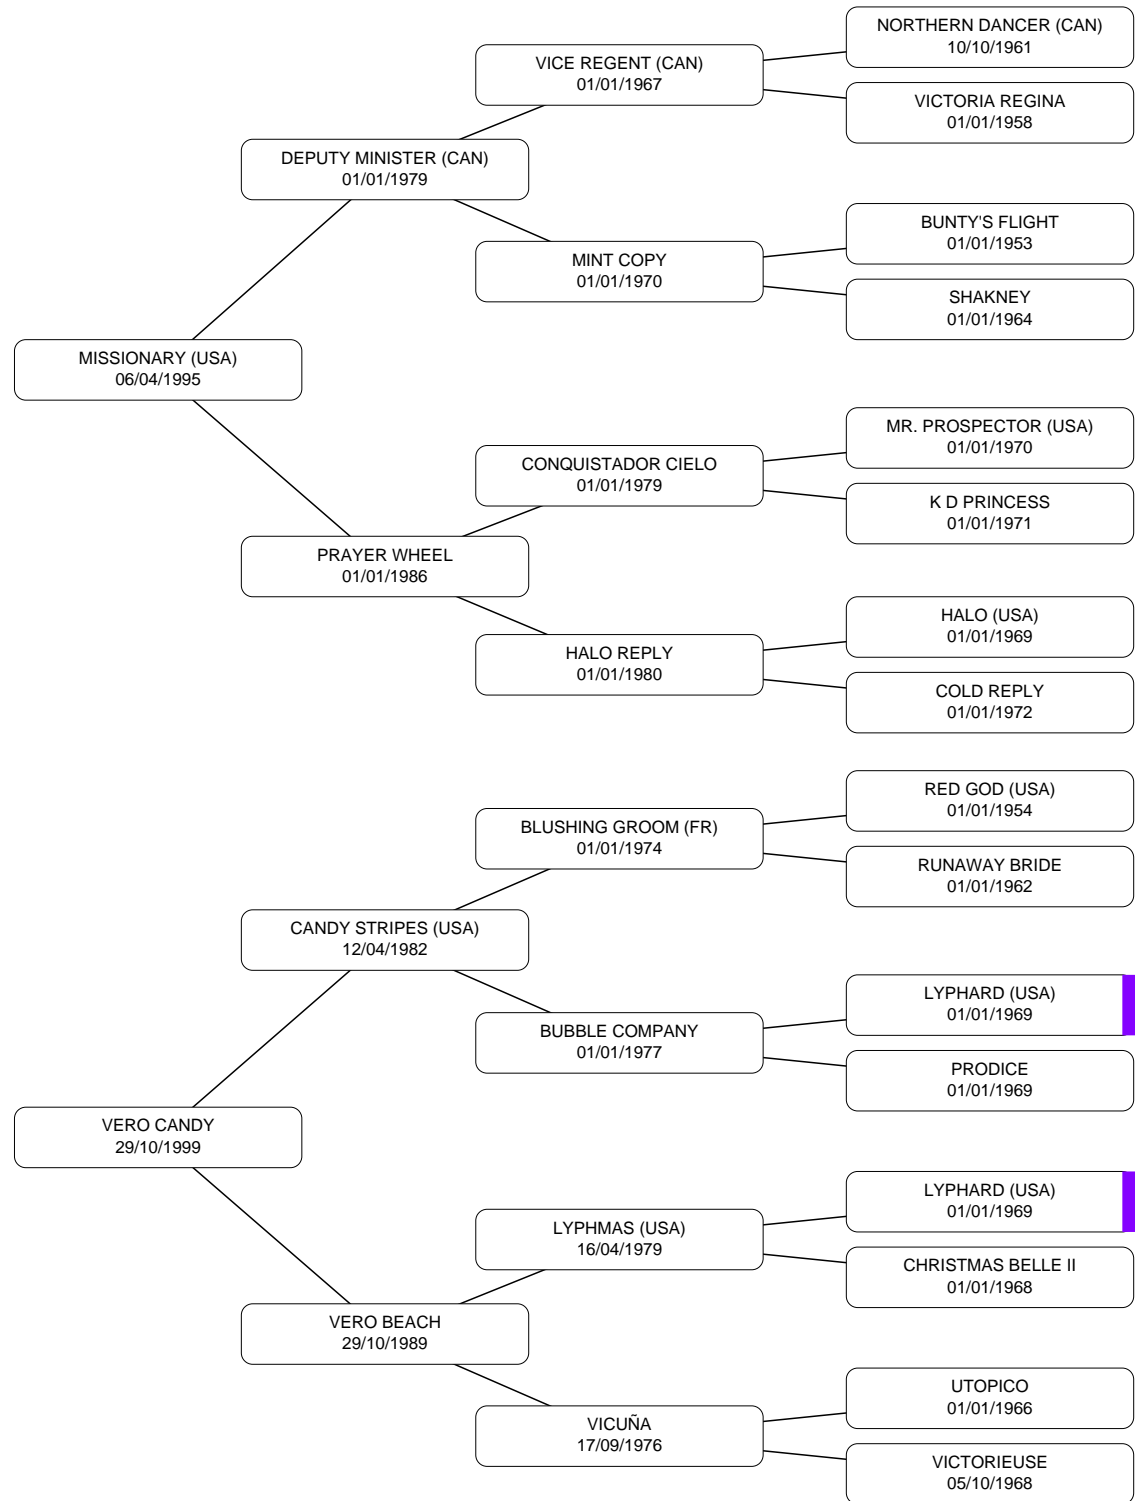 NORTHERN DANCER (CAN)
10/10/1961
VICE REGENT (CAN)
01/01/1967
VICTORIA REGINA
01/01/1958
DEPUTY MINISTER (CAN)
01/01/1979
BUNTY'S FLIGHT
01/01/1953
MINT COPY
01/01/1970
SHAKNEY
01/01/1964
MISSIONARY (USA)
06/04/1995
MR. PROSPECTOR (USA)
01/01/1970
CONQUISTADOR CIELO
01/01/1979
K D PRINCESS
01/01/1971
PRAYER WHEEL
01/01/1986
HALO (USA)
01/01/1969
HALO REPLY
01/01/1980
COLD REPLY
01/01/1972
RED GOD (USA)
01/01/1954
BLUSHING GROOM (FR)
01/01/1974
RUNAWAY BRIDE
01/01/1962
CANDY STRIPES (USA)
12/04/1982
LYPHARD (USA)
01/01/1969
BUBBLE COMPANY
01/01/1977
PRODICE
01/01/1969
VERO CANDY
29/10/1999
LYPHARD (USA)
01/01/1969
LYPHMAS (USA)
16/04/1979
CHRISTMAS BELLE II
01/01/1968
VERO BEACH
29/10/1989
UTOPICO
01/01/1966
VICUÑA
17/09/1976
VICTORIEUSE
05/10/1968